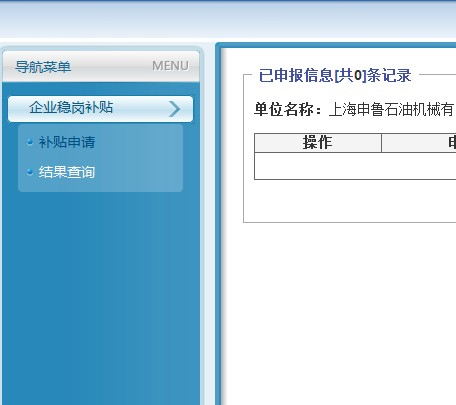 导航菜单 MENU
企业稳岗补贴
补贴申请
结果查询
已申报信息[共0]条记录
单位名称：上海申鲁石油机械有
操作